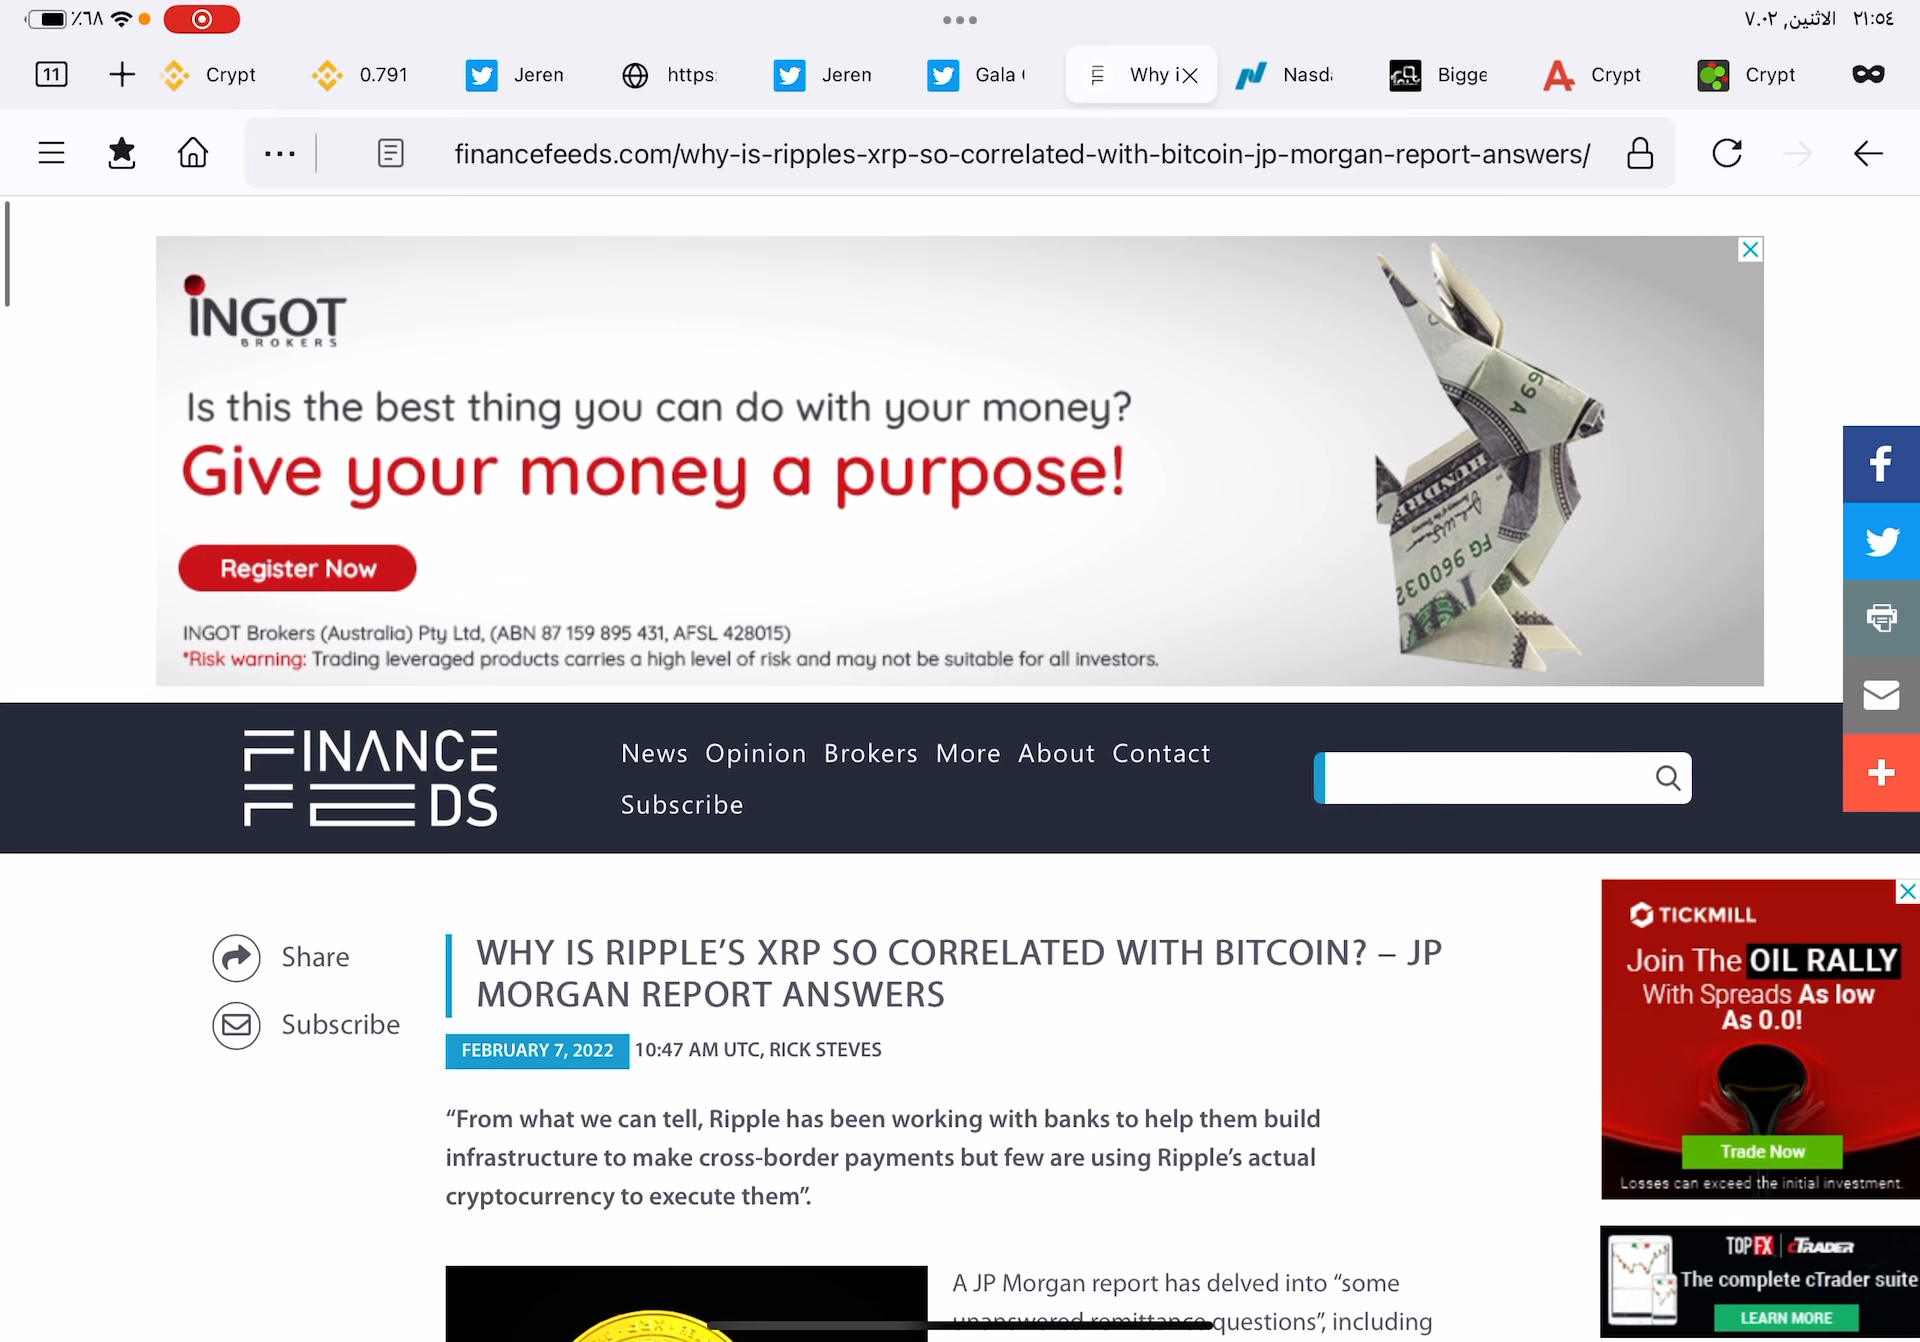 ٪٦٨
٢١:٥٤ الاثنين, ٧.٠٢
11
Crypt
0.791
Jeren
https:
Jeren
Gala
Why i
Nasda
Bigge
Crypt
Crypt
financefeeds.com/why-is-ripples-xrp-so-correlated-with-bitcoin-jp-morgan-report-answers/
INGOT
BROKERS
Is this the best thing you can do with your money?
Give your money a purpose!
Register Now
INGOT Brokers (Australia) Pty Ltd, (ABN 87 159 895 431, AFSL 428015)
*Risk warning: Trading leveraged products carries a high level of risk and may not be suitable for all investors.
69 A
FG 960032
FINANCE
FEEDS
News Opinion Brokers More About Contact
Subscribe
Share
Subscribe
WHY IS RIPPLE’S XRP SO CORRELATED WITH BITCOIN? – JP
MORGAN REPORT ANSWERS
FEBRUARY 7, 2022 10:47 AM UTC, RICK STEVES
“From what we can tell, Ripple has been working with banks to help them build
infrastructure to make cross-border payments but few are using Ripple’s actual
cryptocurrency to execute them”.
A JP Morgan report has delved into “some
unanswered remittance questions”, including
TICKMILL
Join The OIL RALLY
With Spreads As low
As 0.0!
Trade Now
Losses can exceed the initial investment.
TOPFX | cTRADER
The complete cTrader suite
LEARN MORE